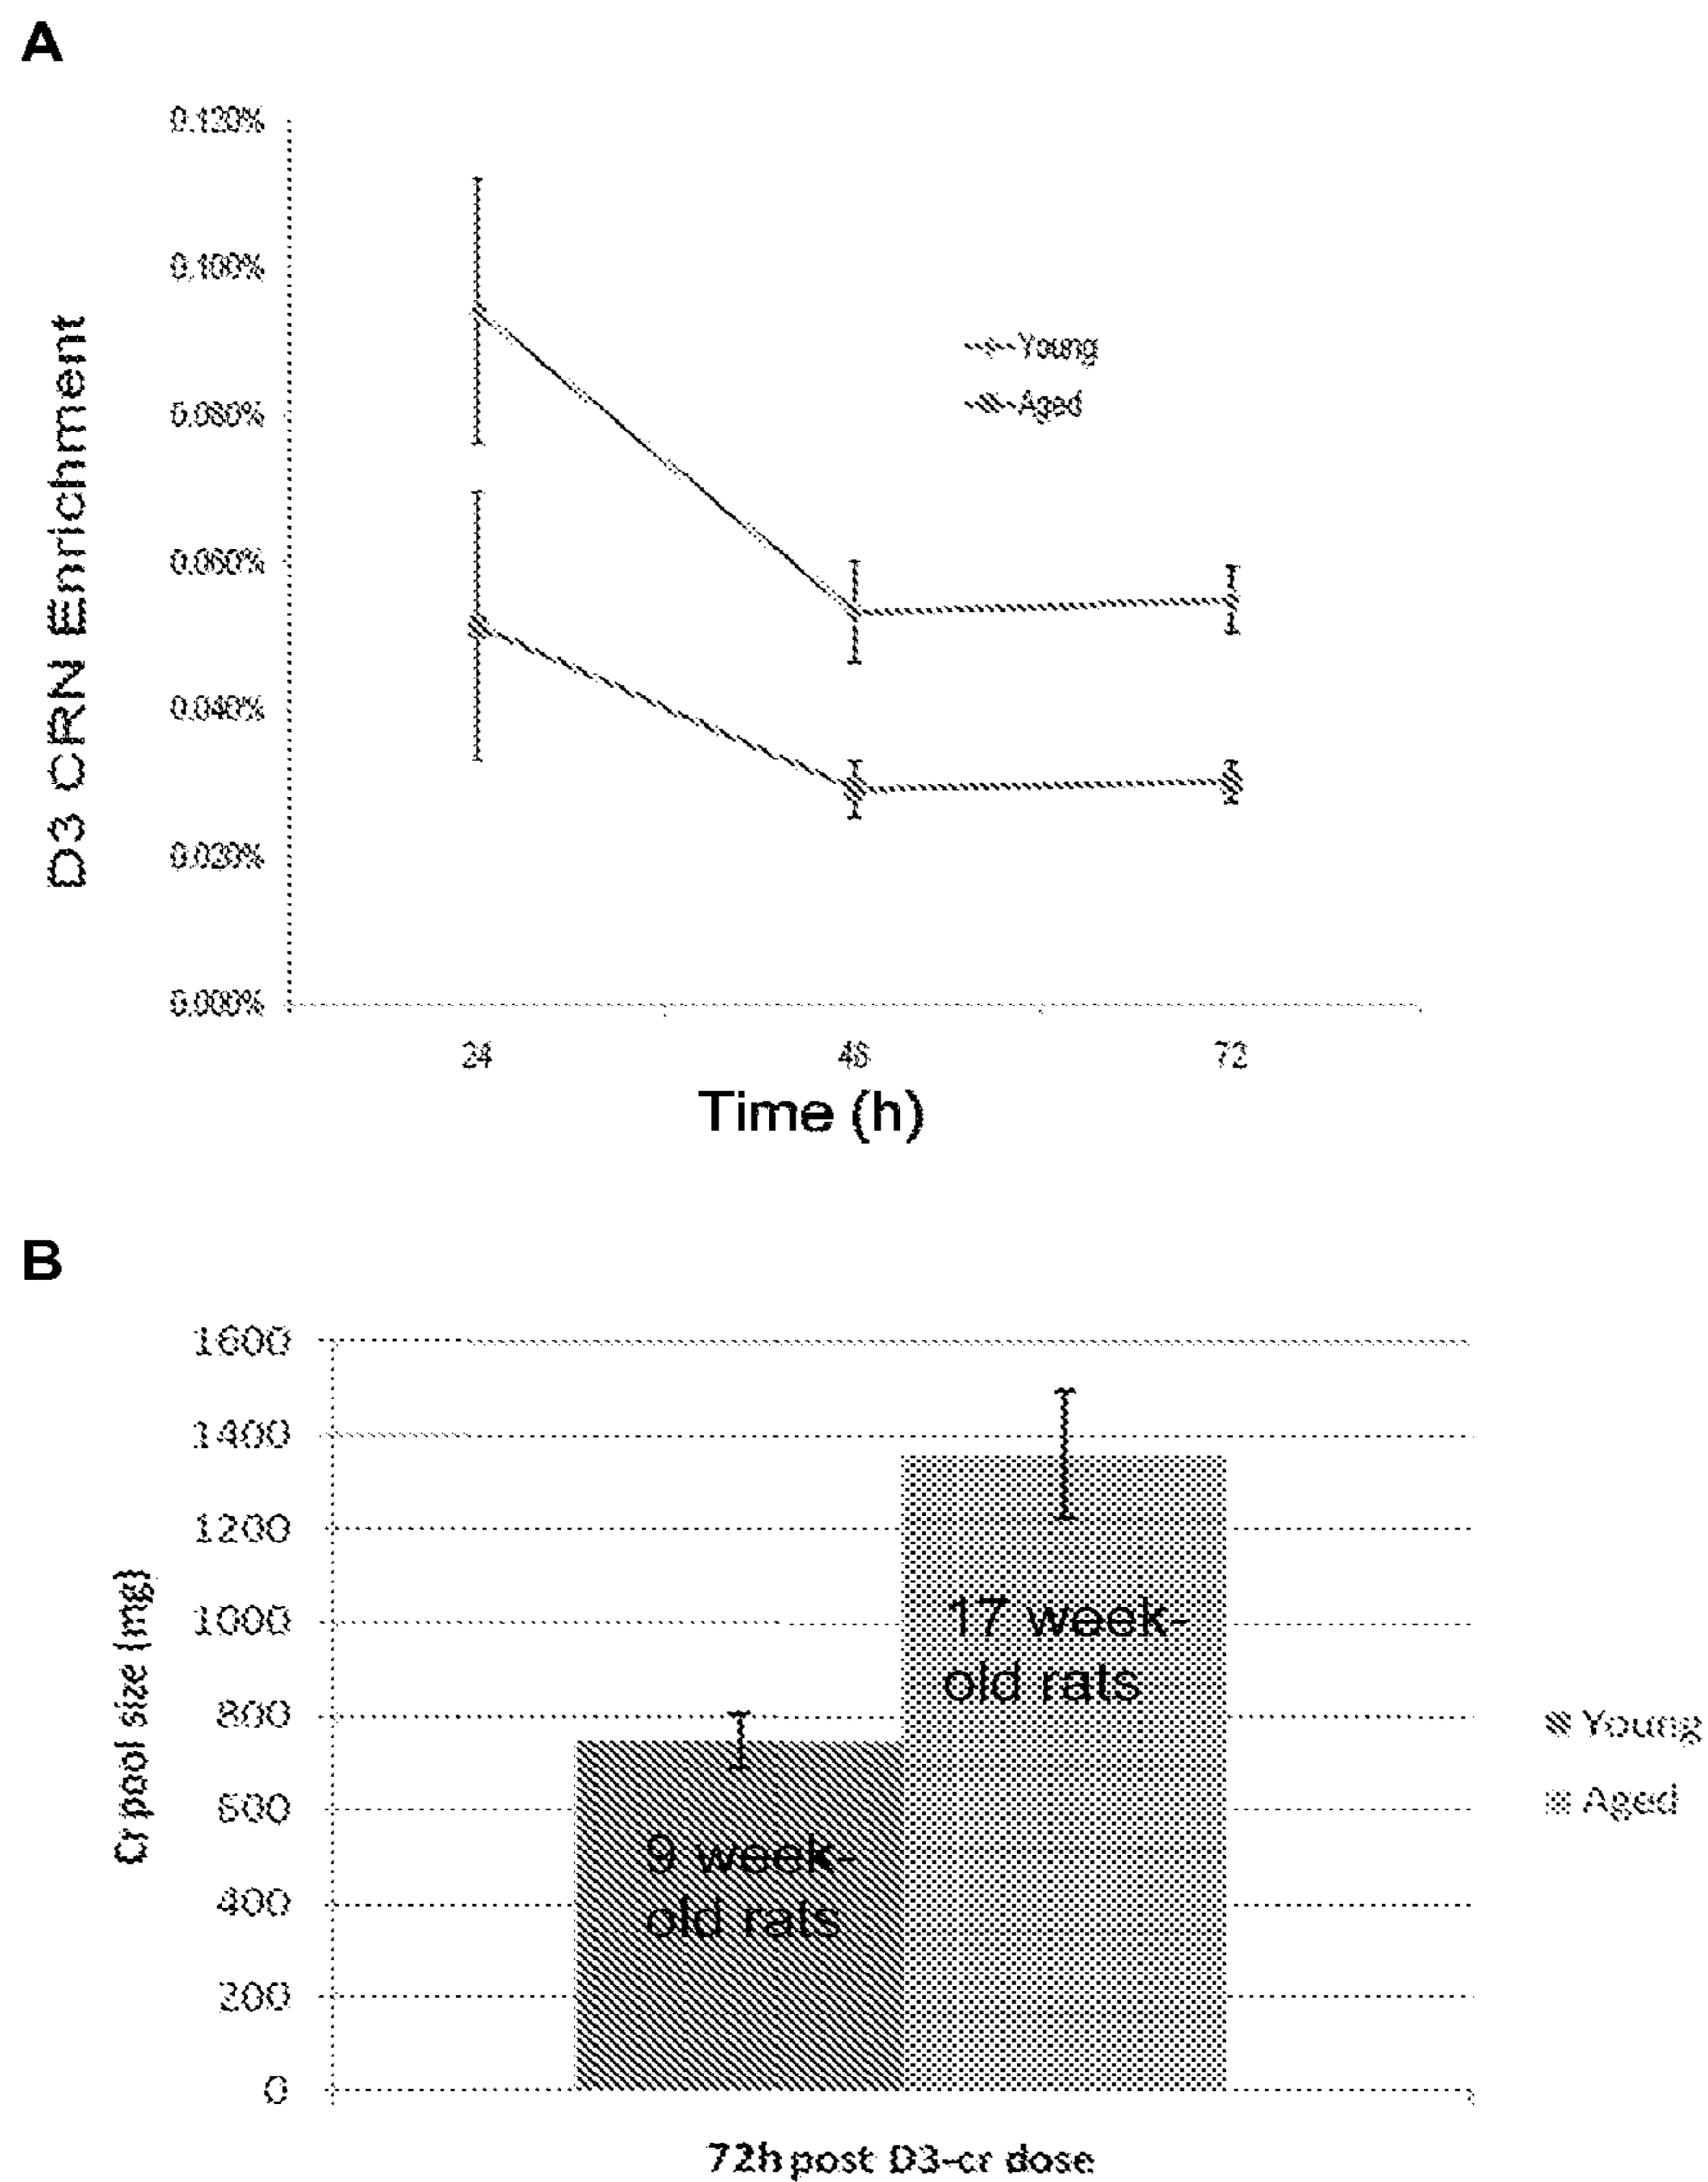 A
0.120%
0.100%
0.080%
0.060%
0.040%
0.020%
0.000%
D3 CRN Enrichment
Young
Aged
24
48
72
Time (h)
B
1600
1400
1200
1000
800
600
400
200
0
Cr pool size (mg)
17 week-
old rats
9 week-
old rats
Young
Aged
72h post D3-cr dose